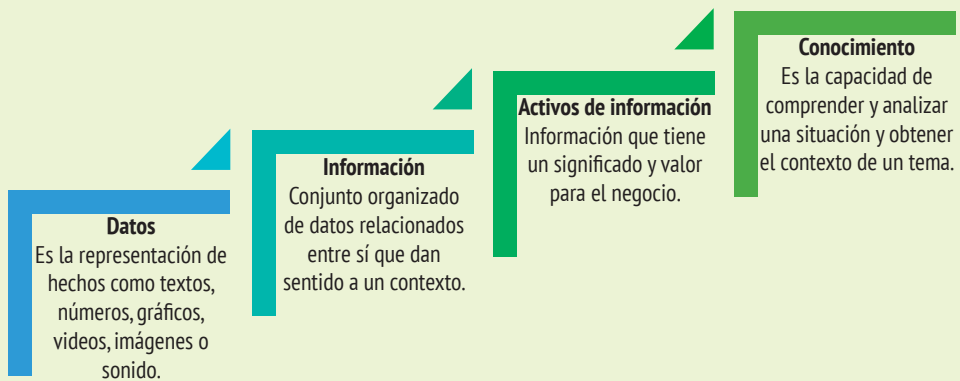 Datos
Es la representación de
hechos como textos,
números, gráficos,
videos, imágenes o
sonido.
Información
Conjunto organizado
de datos relacionados
entre sí que dan
sentido a un contexto.
Activos de información
Información que tiene
un significado y valor
para el negocio.
Conocimiento
Es la capacidad de
comprender y analizar
una situación y obtener
el contexto de un tema.